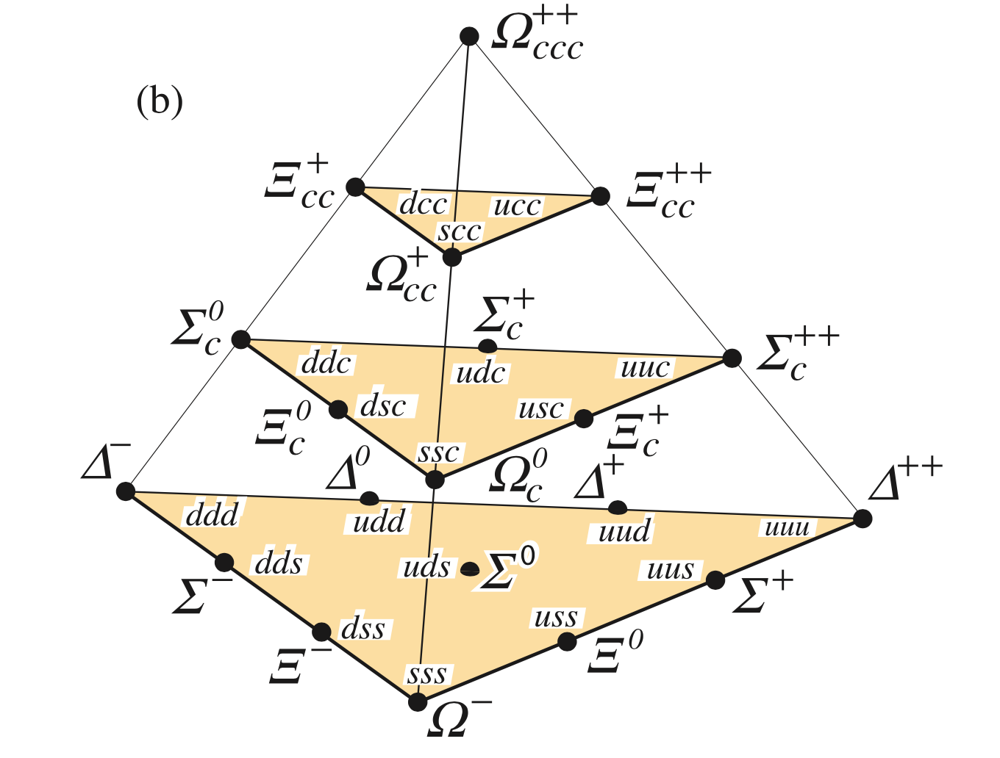 Ω++ccc
(b)
Ξ+cc
Ξ++cc
dcc
ucc
scc
Ω+cc
Σ0c
Σ+c
Σ++c
ddc
udc
uuc
dsc
usc
Ξ0c
Ξ+c
ssc
Ω0c
Δ−
Δ0
Δ+
Δ++
ddd
udd
uud
uuu
dds
uds
Σ0
uus
Σ−
Σ+
dss
uss
Ξ−
Ξ0
sss
Ω−